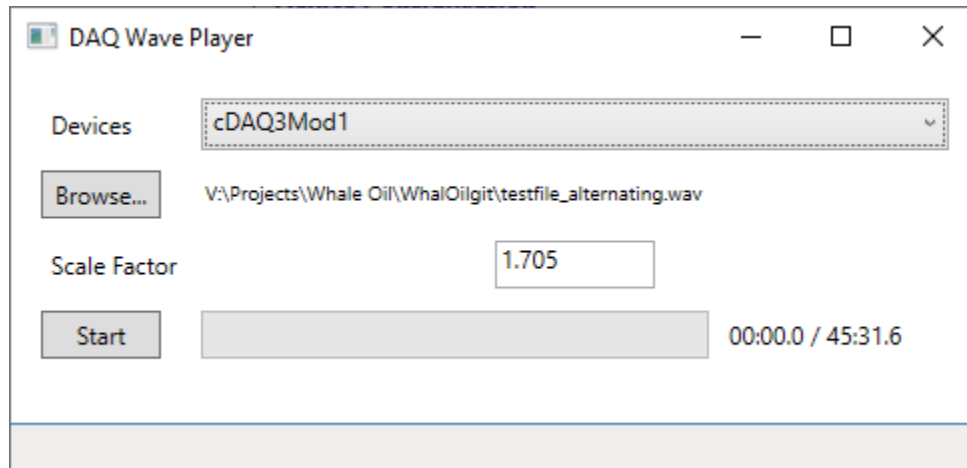 DAQ Wave Player
Devices
cDAQ3Mod1
Browse...
V:\Projects\Whale Oil\WhalOilgit\testfile_alternating.wav
Scale Factor
1.705
Start
00:00.0 / 45:31.6